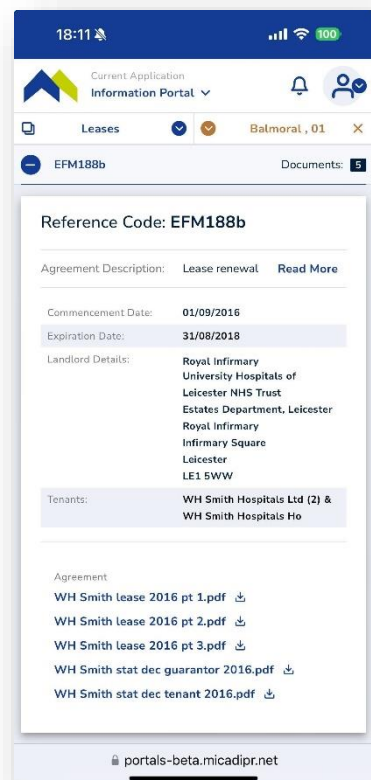 18:11
100
Current Application
Information Portal
Leases
Balmoral , 01
EFM188b
Documents: 5
Reference Code: EFM188b
Agreement Description: Lease renewal Read More
Commencement Date: 01/09/2016
Expiration Date: 31/08/2018
Landlord Details: Royal Infirmary
University Hospitals of
Leicester NHS Trust
Estates Department, Leicester
Royal Infirmary
Infirmary Square
Leicester
LE1 5WW
Tenants: WH Smith Hospitals Ltd (2) &
WH Smith Hospitals Ho
Agreement
WH Smith lease 2016 pt 1.pdf
WH Smith lease 2016 pt 2.pdf
WH Smith lease 2016 pt 3.pdf
WH Smith stat dec guarantor 2016.pdf
WH Smith stat dec tenant 2016.pdf
portals-beta.micadipr.net